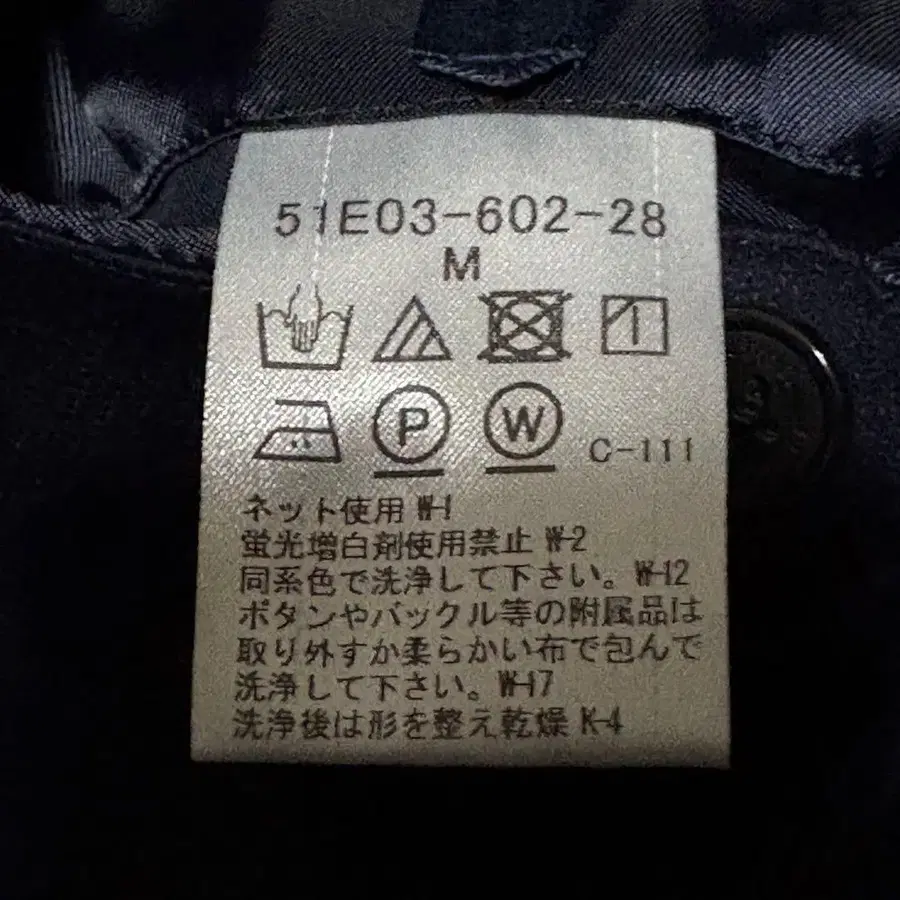 51E03-602-28
M
P W C-111
ネット使用 W-1
蛍光増白剤使用禁止 W-2
同系色で洗浄して下さい。W-12
ボタンやバックル等の附属品は
取り外すか柔らかい布で包んで
洗浄して下さい。W-17
洗浄後は形を整え乾燥 K-4